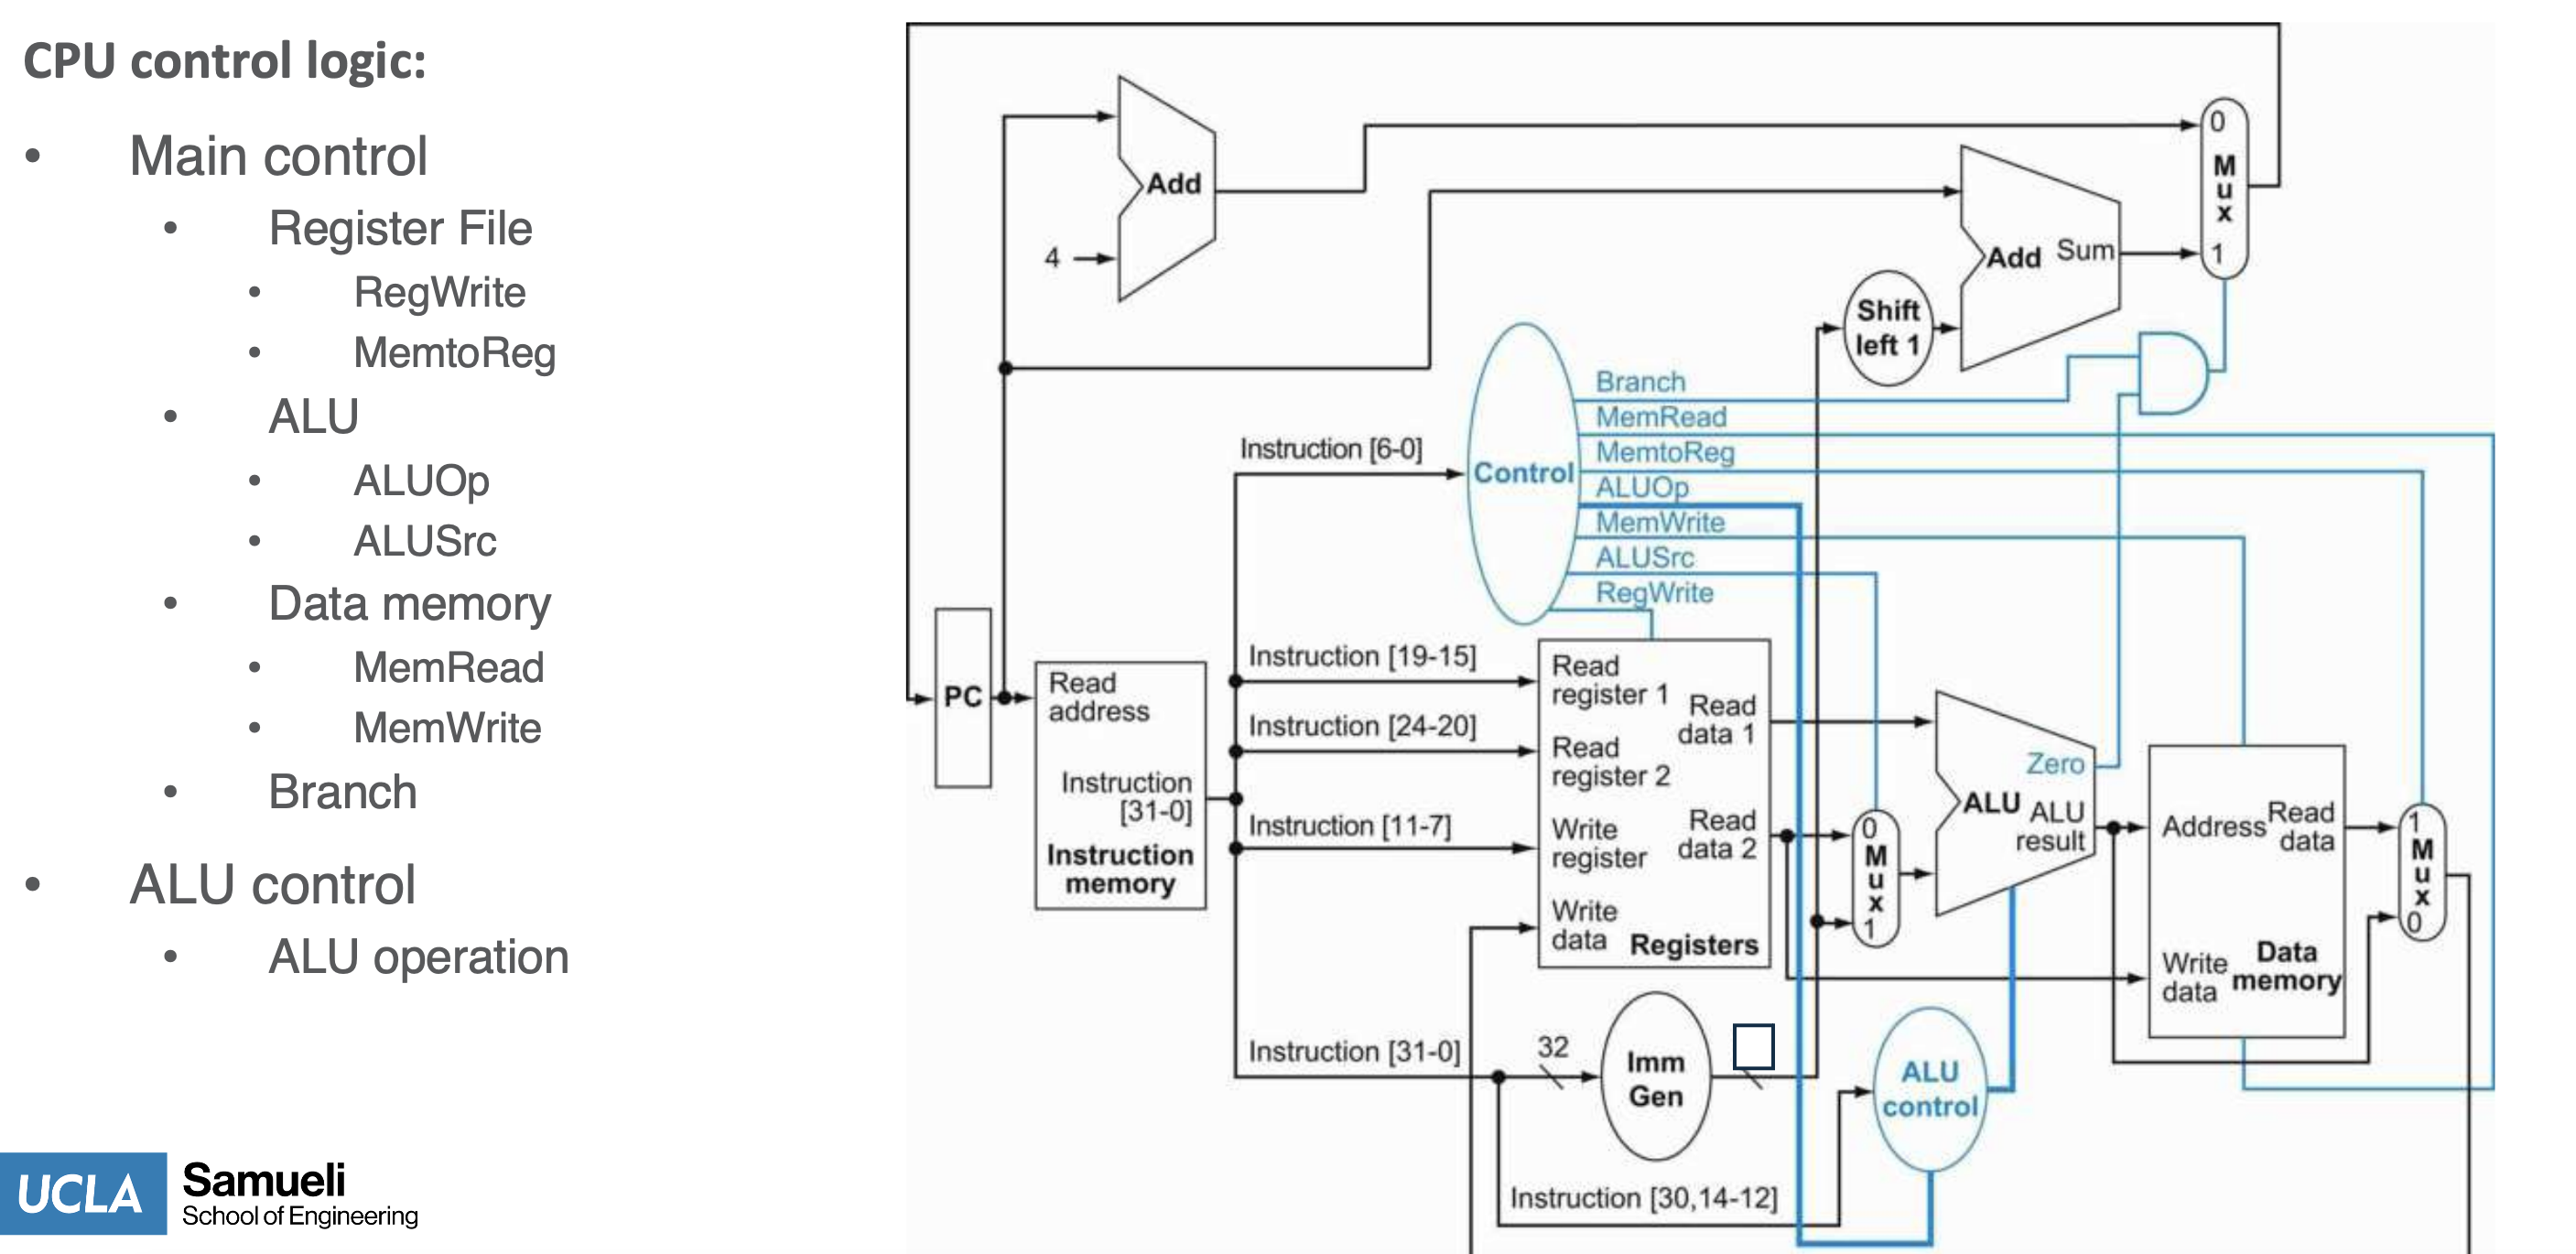 CPU control logic:
• Main control
• Register File
• RegWrite
• MemtoReg
• ALU
• ALUOp
• ALUSrc
• Data memory
• MemRead
• MemWrite
• Branch
• ALU control
• ALU operation
UCLA
Samueli
School of Engineering
Add
4
0
M
u
x
1
Add Sum
Shift
left 1
Branch
MemRead
MemtoReg
ALUOp
MemWrite
ALUSrc
RegWrite
Instruction [6-0]
Control
PC
Read
address
Instruction
[31-0]
Instruction
memory
Instruction [19-15]
Instruction [24-20]
Instruction [11-7]
Read
register 1
Read
data 1
Read
register 2
Write
register
Read
data 2
Write
data
Registers
0
M
u
x
1
Zero
ALU
ALU
result
Address
Read
data
Write
data
Data
memory
1
M
u
x
0
Instruction [31-0]
32
Imm
Gen
ALU
control
Instruction [30,14-12]